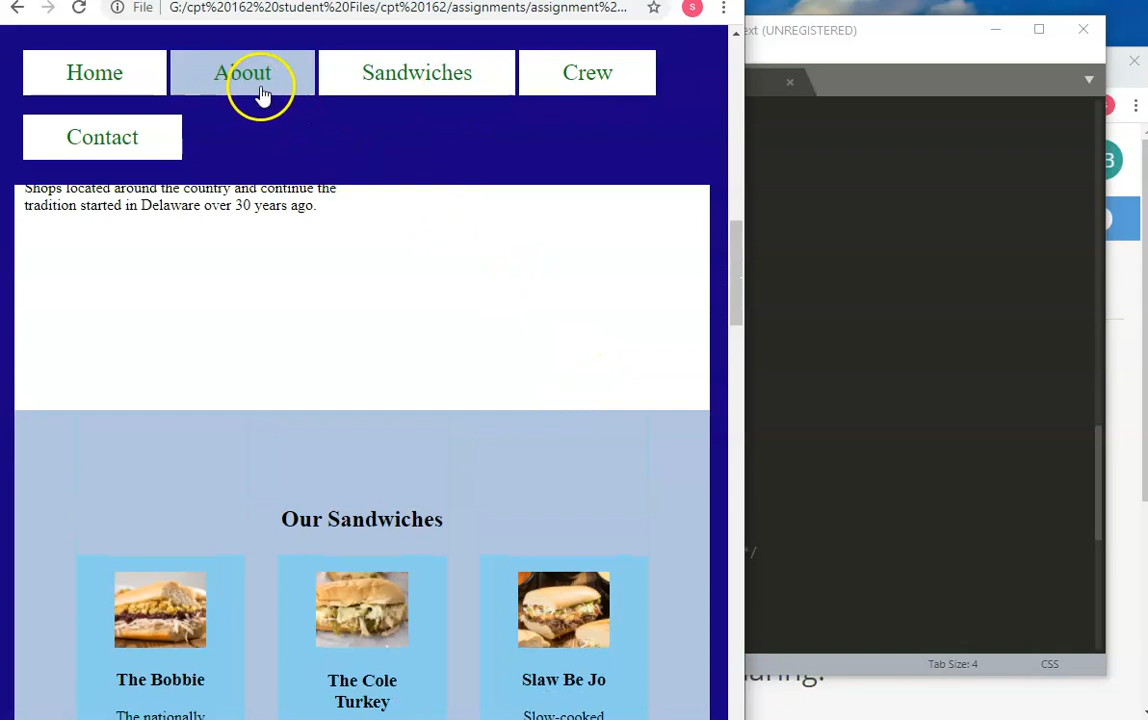 File G:/cpt%20162%20student%20Files/cpt%20162/assignments/assignment%2... s
ext (UNREGISTERED)
Home About Sandwiches Crew
Contact
B
Shops located around the country and continue the
tradition started in Delaware over 30 years ago.
Our Sandwiches
*/
Tab Size: 4 CSS
The Bobbie
The Cole
Turkey
Slaw Be Jo
The nationally
Slow-cooked